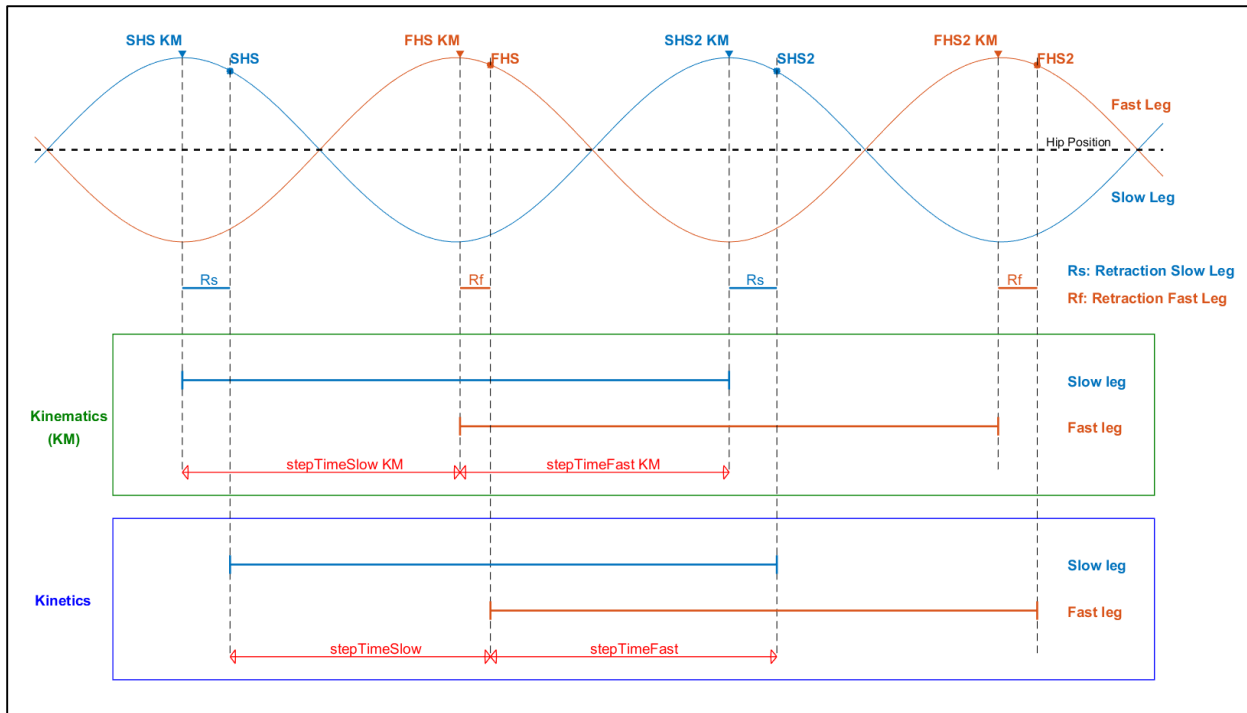 SHS KM
SHS
FHS KM
FHS
SHS2 KM
SHS2
FHS2 KM
FHS2
Fast Leg
Hip Position
Slow Leg
Rs
Rf
Rs
Rf
Rs: Retraction Slow Leg
Rf: Retraction Fast Leg
Kinematics
(KM)
Slow leg
Fast leg
stepTimeSlow KM
stepTimeFast KM
Kinetics
Slow leg
Fast leg
stepTimeSlow
stepTimeFast